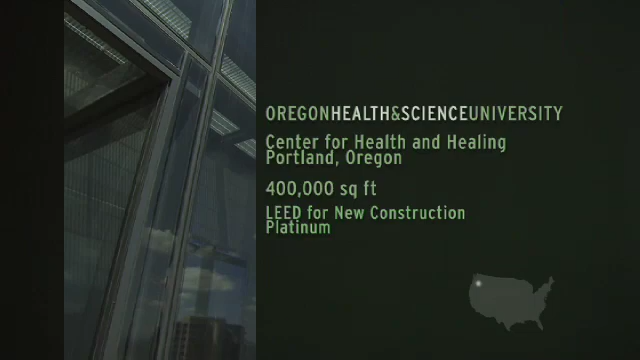 OREGONHEALTH&SCIENCEUNIVERSITY
Center for Health and Healing
Portland, Oregon
400,000 sq ft
LEED for New Construction
Platinum